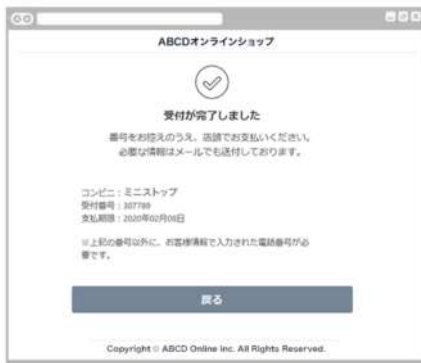 ABCDオンラインショップ
受付が完了しました
番号をお控えのうえ、店頭でお支払いください。
必要な情報はメールでも送付しております。
コンビニ：ミニストップ
受付番号：307789
支払期限：2020年02月08日
※上記の番号以外に、お客様情報で入力された電話番号が必
要です。
戻る
Copyright © ABCD Online Inc. All Rights Reserved.